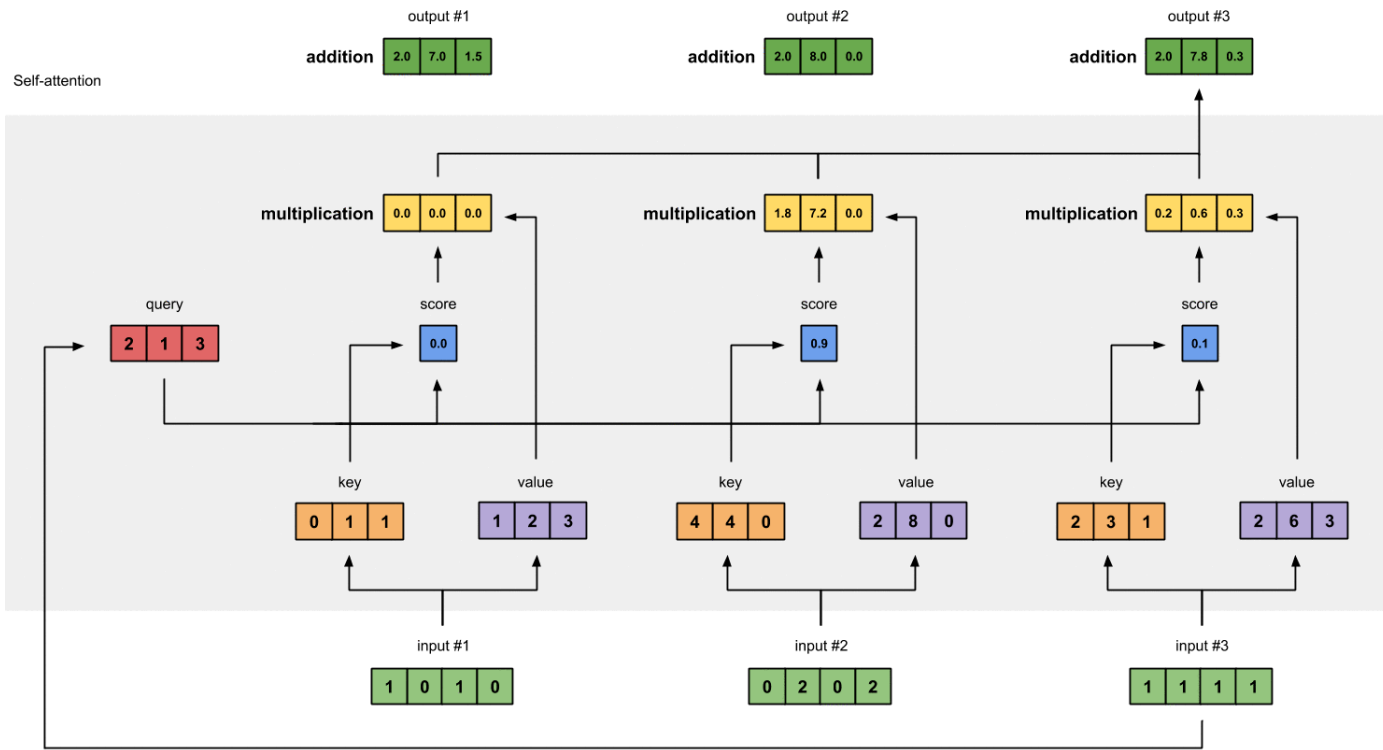 output #1 output #2 output #3
addition 2.0 7.0 1.5 addition 2.0 8.0 0.0 addition 2.0 7.8 0.3
Self-attention
multiplication 0.0 0.0 0.0 multiplication 1.8 7.2 0.0 multiplication 0.2 0.6 0.3
query score score score
2 1 3 0.0 0.9 0.1
key value key value key value
0 1 1 1 2 3 4 4 0 2 8 0 2 3 1 2 6 3
input #1 input #2 input #3
1 0 1 0 0 2 0 2 1 1 1 1